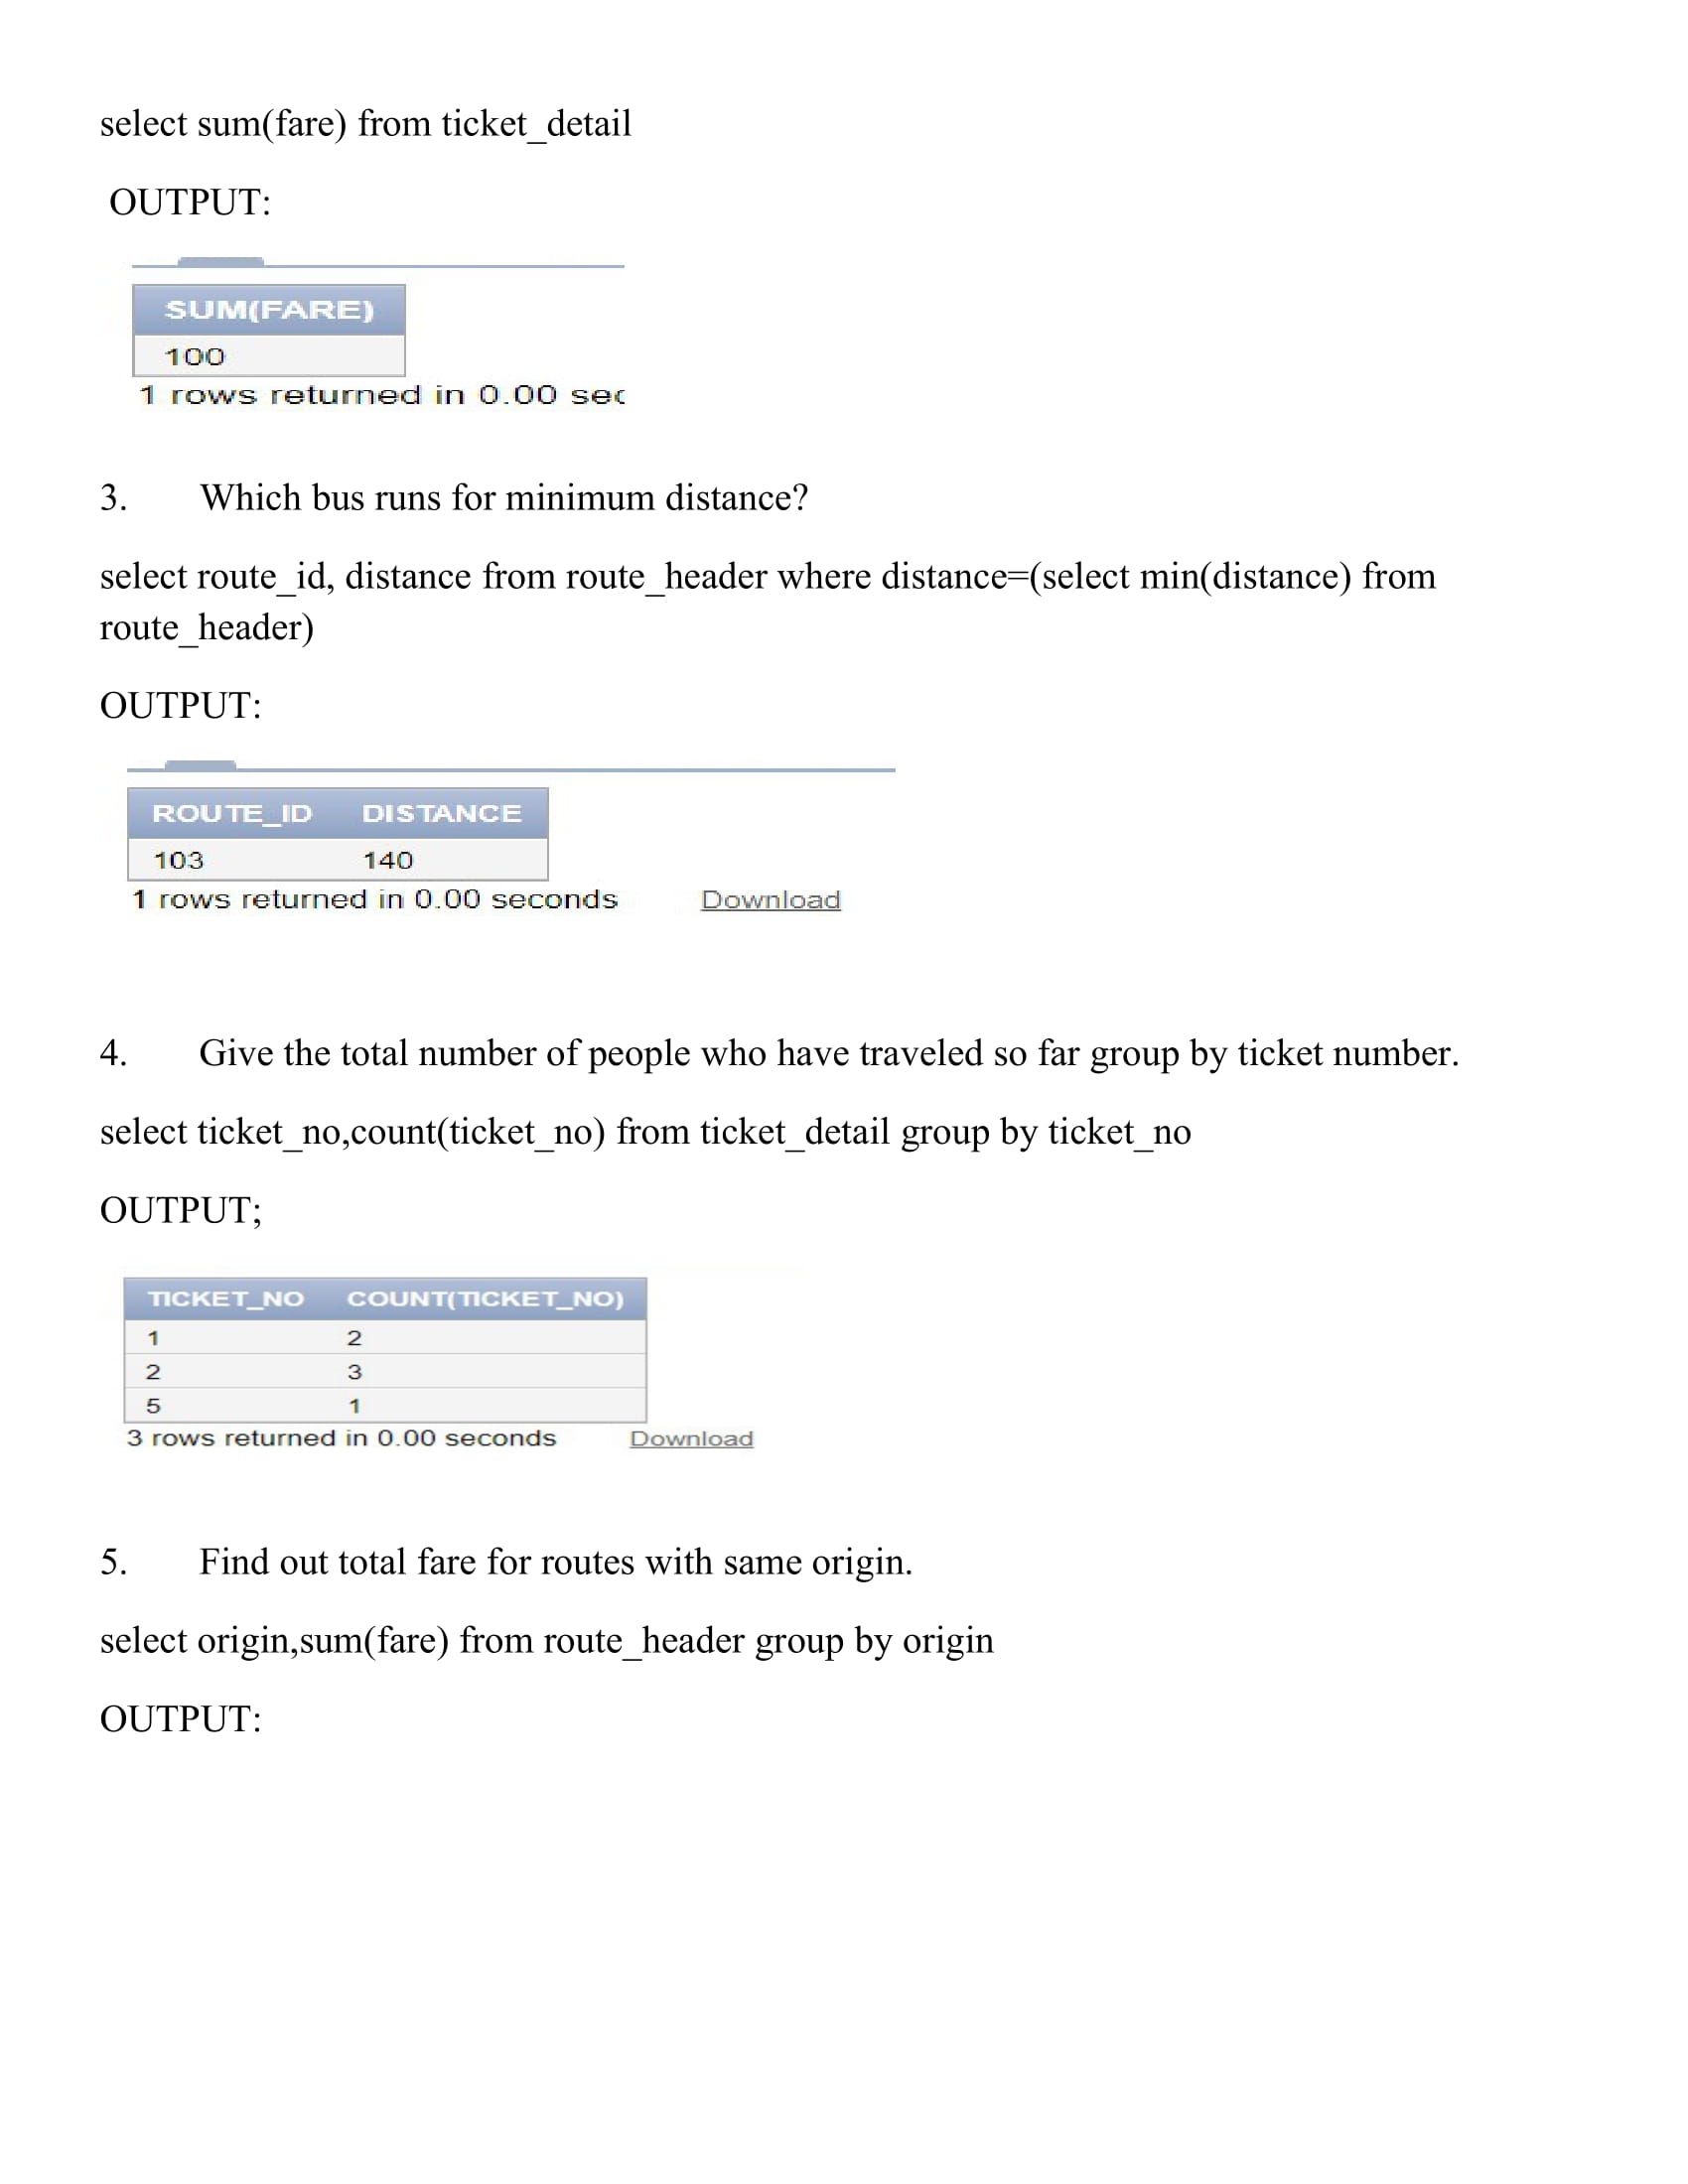 select sum(fare) from ticket_detail
OUTPUT:
SUM(FARE)
100
1 rows returned in 0.00 sec
3. Which bus runs for minimum distance?
select route_id, distance from route_header where distance=(select min(distance) from
route_header)
OUTPUT:
ROUTE_ID DISTANCE
103 140
1 rows returned in 0.00 seconds Download
4. Give the total number of people who have traveled so far group by ticket number.
select ticket_no,count(ticket_no) from ticket_detail group by ticket_no
OUTPUT;
TICKET_NO COUNT(TICKET_NO)
1 2
2 3
5 1
3 rows returned in 0.00 seconds Download
5. Find out total fare for routes with same origin.
select origin,sum(fare) from route_header group by origin
OUTPUT: